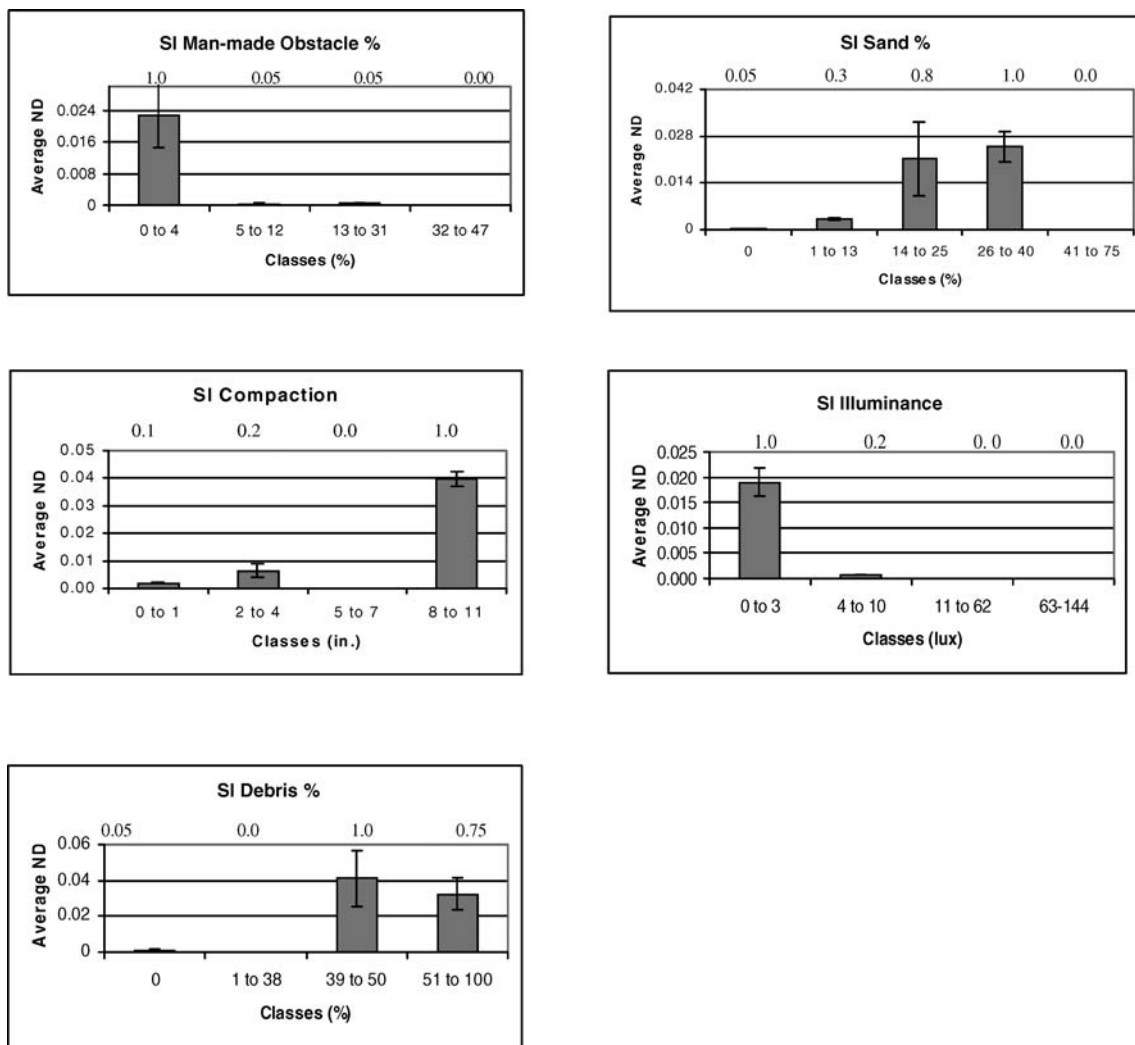 SI Man-made Obstacle %
1.0 0.05 0.05 0.00
Average ND
0.024
0.016
0.008
0
0 to 4 5 to 12 13 to 31 32 to 47
Classes (%)
SI Sand %
0.05 0.3 0.8 1.0 0.0
Average ND
0.042
0.028
0.014
0
0 1 to 13 14 to 25 26 to 40 41 to 75
Classes (%)
SI Compaction
0.1 0.2 0.0 1.0
Average ND
0.05
0.04
0.03
0.02
0.01
0.00
0 to 1 2 to 4 5 to 7 8 to 11
Classes (in.)
SI Illuminance
1.0 0.2 0. 0 0.0
Average ND
0.025
0.020
0.015
0.010
0.005
0.000
0 to 3 4 to 10 11 to 62 63-144
Classes (lux)
SI Debris %
0.05 0.0 1.0 0.75
Average ND
0.06
0.04
0.02
0
0 1 to 38 39 to 50 51 to 100
Classes (%)